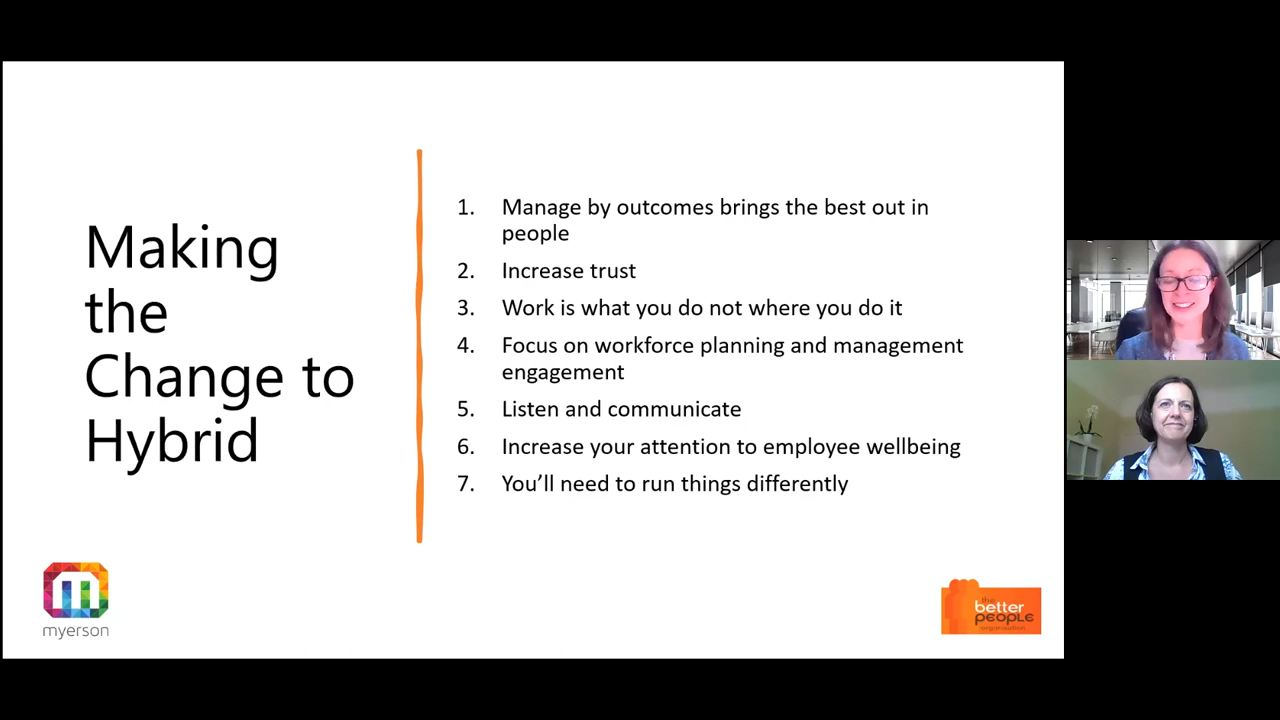 Making
the
Change to
Hybrid
1. Manage by outcomes brings the best out in
people
2. Increase trust
3. Work is what you do not where you do it
4. Focus on workforce planning and management
engagement
5. Listen and communicate
6. Increase your attention to employee wellbeing
7. You’ll need to run things differently
m
myerson
the
better
people
organisation